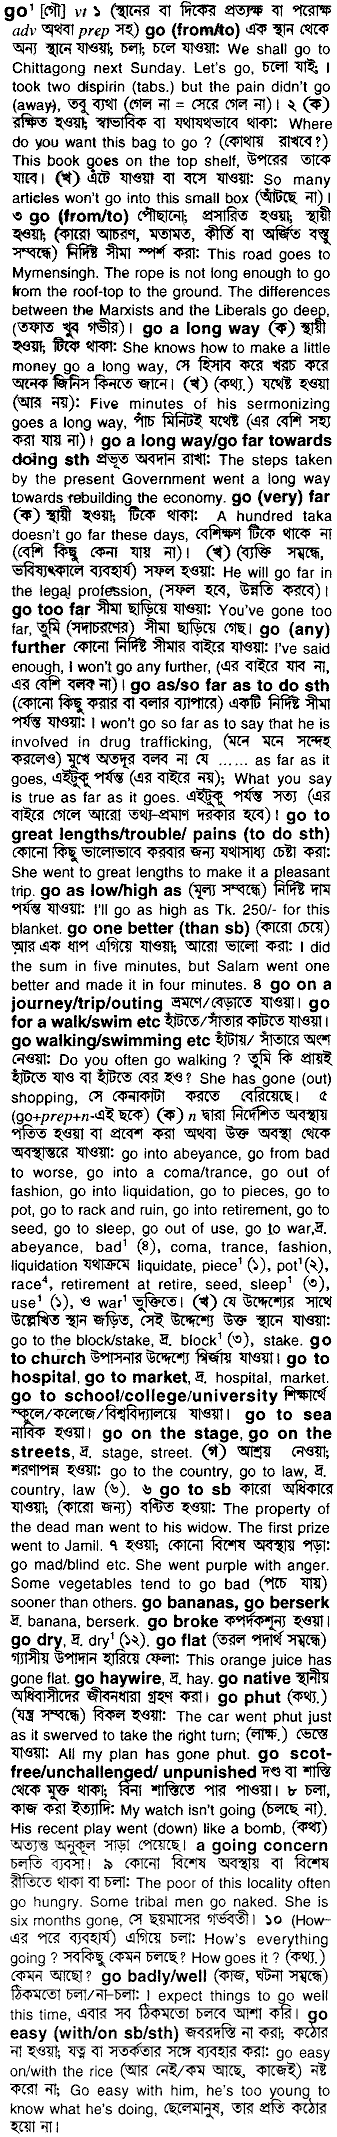 go¹ [গৌ] vi ১ (স্থানের বা দিকের প্রত্যক্ষ বা পরোক্ষ
adv অথবা prep সহ) go (from/to) এক স্থান থেকে
অন্য স্থানে যাওয়া, চলা; চলে যাওয়া: We shall go to
Chittagong next Sunday. Let's go, চলো যাই; I
took two dispirin (tabs.) but the pain didn't go
(away), তবু ব্যথা (গেল না = সেরে গেল না)। ২ (ক)
রক্ষিত হওয়া; স্বাভাবিক বা যথাযথভাবে থাকা: Where
do you want this bag to go ? (কোথায় রাখবে?)
This book goes on the top shelf, উপরের তাকে
যাবে। (খ) এঁটে যাওয়া বা বসে যাওয়া: So many
articles won't go into this small box (আঁটছে না)।
৩ go (from/to) পৌছানো; প্রসারিত হওয়া; স্থায়ী
হওয়া; (কারো আচরণ, মতামত, কীর্তি বা অর্জিত বস্তু
সম্বন্ধে) নির্দিষ্ট সীমা স্পর্শ করা: This road goes to
Mymensingh. The rope is not long enough to go
from the roof-top to the ground. The differences
between the Marxists and the Liberals go deep,
(তফাত খুব গভীর)। go a long way (ক) স্থায়ী
হওয়া; টিকে থাকা: She knows how to make a little
money go a long way, সে হিসাব করে খরচ করে
অনেক জিনিস কিনতে জানে। (খ) (কথ্য.) যথেষ্ট হওয়া
(আর নয়): Five minutes of his sermonizing
goes a long way, পাঁচ মিনিটই যথেষ্ট (এর বেশি সহ্য
করা যায় না)। go a long way/go far towards
doing sth প্রভূত অবদান রাখা: The steps taken
by the present Government went a long way
towards rebuilding the economy. go (very) far
(ক) স্থায়ী হওয়া; টিকে থাকা: A hundred taka
doesn't go far these days, বেশিক্ষণ টিকে থাকে না
(বেশি কিছু কেনা যায় না)। (খ) (ব্যক্তি সম্বন্ধে,
ভবিষ্যৎকালে ব্যবহার্য) সফল হওয়া: He will go far in
the legal profession, (সফল হবে, উন্নতি করবে)।
go too far সীমা ছাড়িয়ে যাওয়া: You've gone too
far, তুমি (সদাচরণের) সীমা ছাড়িয়ে গেছ। go (any)
further কোনো নির্দিষ্ট সীমার বাইরে যাওয়া: I've said
enough, I won't go any further, (এর বাইরে যাব না,
এর বেশি বলব না)। go as/so far as to do sth
(কোনো কিছু করার বা বলার ব্যাপারে) একটি নির্দিষ্ট সীমা
পর্যন্ত যাওয়া: I won't go so far as to say that he is
involved in drug trafficking, (মনে মনে সন্দেহ
করলেও) মুখে অতদূর বলব না যে ...... as far as it
goes, এইটুকু পর্যন্ত (এর বাইরে নয়); What you say
is true as far as it goes. এইটুকু পর্যন্ত সত্য (এর
বাইরে গেলে আরো তথ্য-প্রমাণ দরকার হবে)। go to
great lengths/trouble/ pains (to do sth)
কোনো কিছু ভালোভাবে করবার জন্য যথাসাধ্য চেষ্টা করা:
She went to great lengths to make it a pleasant
trip. go as low/high as (মূল্য সম্বন্ধে) নির্দিষ্ট দাম
পর্যন্ত যাওয়া: I'll go as high as Tk. 250/- for this
blanket. go one better (than sb) (কারো চেয়ে)
আর এক ধাপ এগিয়ে যাওয়া; আরো ভালো করা: I did
the sum in five minutes, but Salam went one
better and made it in four minutes. ৪ go on a
journey/trip/outing ভ্রমণে/বেড়াতে যাওয়া। go
for a walk/swim etc হাঁটতে/সাঁতার কাটতে যাওয়া।
go walking/swimming etc হাঁটায়/ সাঁতারে অংশ
নেওয়া: Do you often go walking ? তুমি কি প্রায়ই
হাঁটতে যাও বা হাঁটতে বের হও? She has gone (out)
shopping, সে কেনাকাটা করতে বেরিয়েছে। ৫
(go+prep+n-এই ছকে) (ক) n দ্বারা নির্দেশিত অবস্থায়
পতিত হওয়া বা প্রবেশ করা অথবা উক্ত অবস্থা থেকে
অবস্থান্তরে যাওয়া: go into abeyance, go from bad
to worse, go into a coma/trance, go out of
fashion, go into liquidation, go to pieces, go to
pot, go to rack and ruin, go into retirement, go to
seed, go to sleep, go out of use, go to war,দ্র.
abeyance, bad¹ (৪), coma, trance, fashion,
liquidation যথাক্রমে liquidate, piece¹ (১), pot¹(২),
race⁴, retirement at retire, seed, sleep¹ (৩),
use¹ (১), ও war¹ ভুক্তিতে। (খ) যে উদ্দেশ্যের সাথে
উল্লেখিত স্থান জড়িত, সেই উদ্দেশ্যে উক্ত স্থানে যাওয়া:
go to the block/stake, দ্র. block¹ (৩), stake. go
to church উপাসনার উদ্দেশ্যে গির্জায় যাওয়া। go to
hospital, go to market, দ্র. hospital, market.
go to school/college/university শিক্ষার্থে
স্কুলে/কলেজে/বিশ্ববিদ্যালয়ে যাওয়া। go to sea
নাবিক হওয়া। go on the stage, go on the
streets, দ্র. stage, street. (গ) আশ্রয় নেওয়া;
শরণাপন্ন হওয়া: go to the country, go to law, দ্র.
country, law (৬). ৬ go to sb কারো অধিকারে
যাওয়া; (কারো জন্য) বণ্টিত হওয়া: The property of
the dead man went to his widow. The first prize
went to Jamil. ৭ হওয়া; কোনো বিশেষ অবস্থায় পড়া:
go mad/blind etc. She went purple with anger.
Some vegetables tend to go bad (পচে যায়)
sooner than others. go bananas, go berserk
দ্র. banana, berserk. go broke কপর্দকশূন্য হওয়া।
go dry, দ্র. dry¹ (১২). go flat (তরল পদার্থ সম্বন্ধে)
গ্যাসীয় উপাদান হারিয়ে ফেলা: This orange juice has
gone flat. go haywire, দ্র. hay. go native স্থানীয়
অধিবাসীদের জীবনধারা গ্রহণ করা। go phut (কথ্য.)
(যন্ত্র সম্বন্ধে) বিকল হওয়া: The car went phut just
as it swerved to take the right turn; (লাক্ষ.) ভেস্তে
যাওয়া: All my plan has gone phut. go scot-
free/unchallenged/ unpunished দণ্ড বা শাস্তি
থেকে মুক্ত থাকা; বিনা শাস্তিতে পার পাওয়া। ৮ চলা,
কাজ করা ইত্যাদি: My watch isn't going (চলছে না).
His recent play went (down) like a bomb, (কথ্য)
অত্যন্ত অনুকূল সাড়া পেয়েছে। a going concern
চলতি ব্যবসা। ৯ কোনো বিশেষ অবস্থায় বা বিশেষ
রীতিতে থাকা বা চলা: The poor of this locality often
go hungry. Some tribal men go naked. She is
six months gone, সে ছয়মাসের গর্ভবতী। ১০ (How-
এর পরে ব্যবহার্য) এগিয়ে চলা: How's everything
going ? সবকিছু কেমন চলছে? How goes it ? (কথ্য.)
কেমন আছো? go badly/well (কাজ, ঘটনা সম্বন্ধে)
ঠিকমতো চলা/না-চলা: I expect things to go well
this time, এবার সব ঠিকমতো চলবে আশা করি। go
easy (with/on sb/sth) জবরদস্তি না করা; কঠোর
না হওয়া; যত্ন বা সতর্কতার সঙ্গে ব্যবহার করা: go easy
on/with the rice (আর নেই/কম আছে, কাজেই) নষ্ট
করো না; Go easy with him, he's too young to
know what he's doing, ছেলেমানুষ, তার প্রতি কঠোর
হয়ো না।